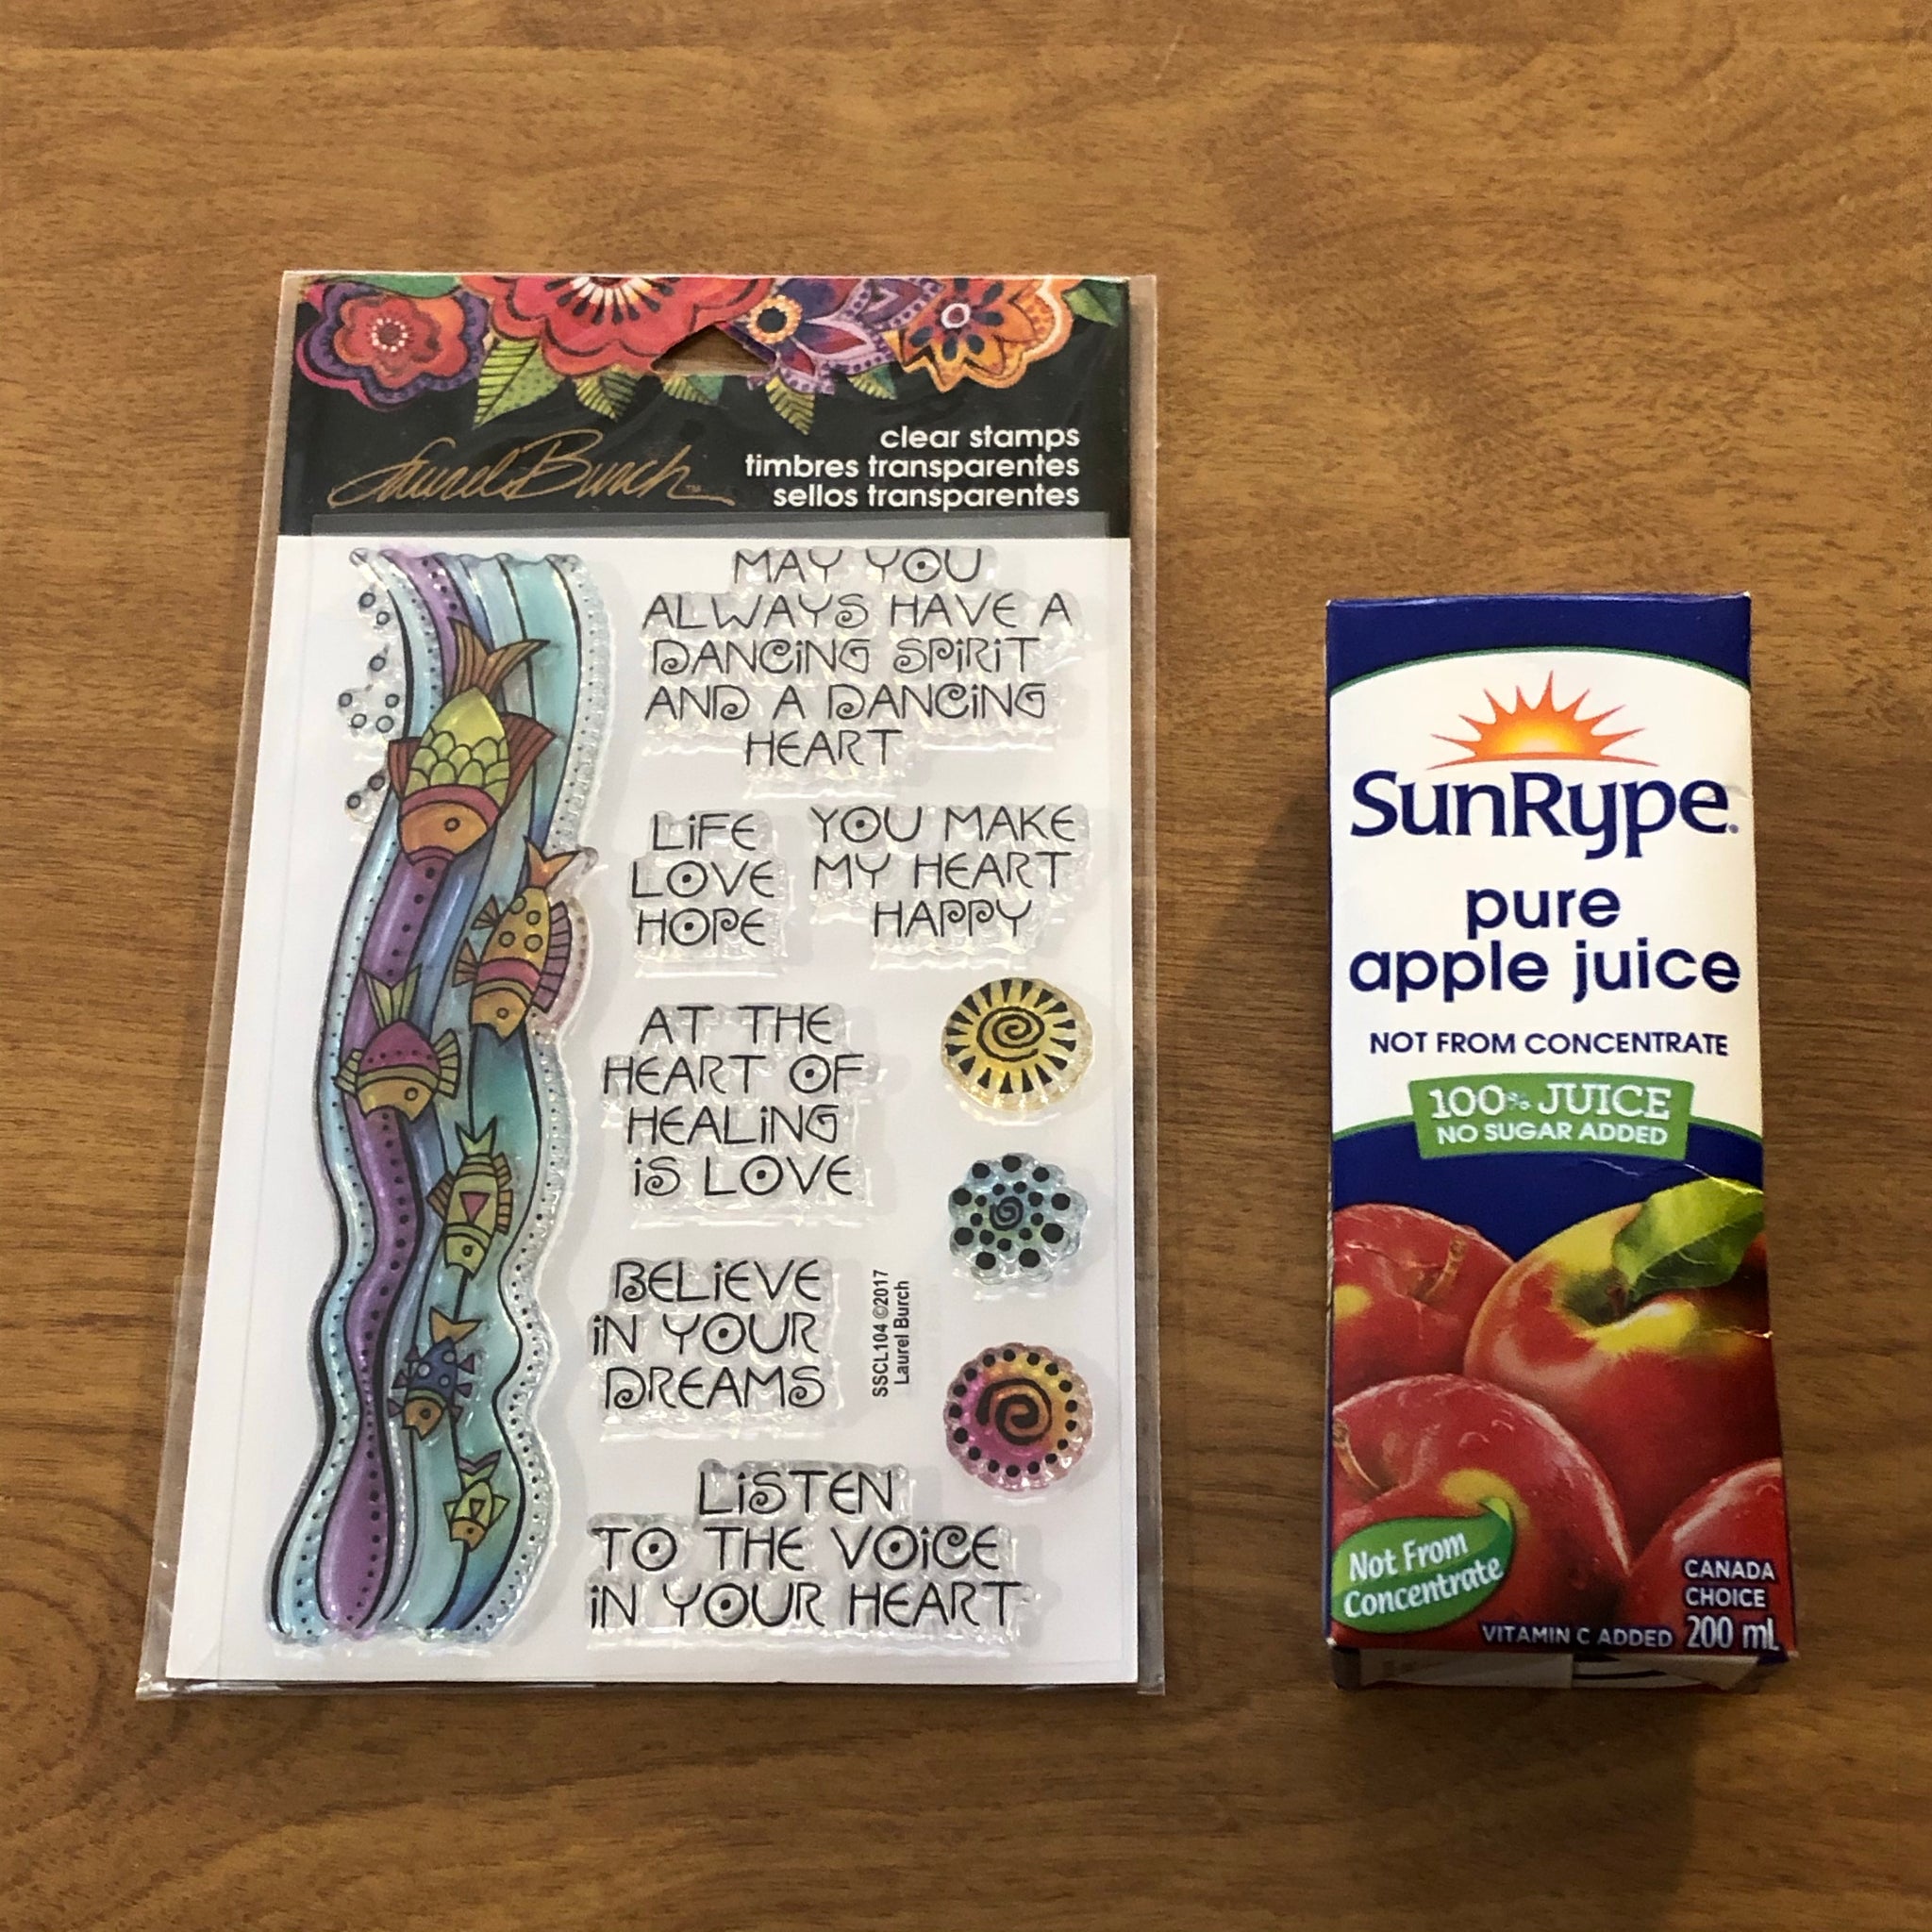 Laurel Burch™
clear stamps
timbres transparentes
sellos transparentes
MAY YOU
ALWAYS HAVE A
DANCiNG SPiRiT
AND A DANCiNG
HEART
LiFE
LOVE
HOPE
YOU MAKE
MY HEART
HAPPY
AT THE
HEART OF
HEALiNG
iS LOVE
BELiEVE
iN YOUR
DREAMS
SSCL104 ©2017
Laurel Burch
LiSTEN
TO THE VOiCE
iN YOUR HEART
SunRype®
pure
apple juice
NOT FROM CONCENTRATE
100% JUICE
NO SUGAR ADDED
Not From
Concentrate
CANADA
CHOICE
VITAMIN C ADDED 200 mL